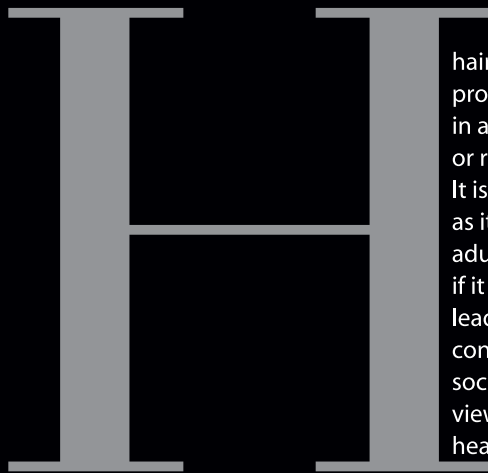 H
hair
pro
in a
or r
It is
as it
adu
if it
lead
con
soc
view
hea